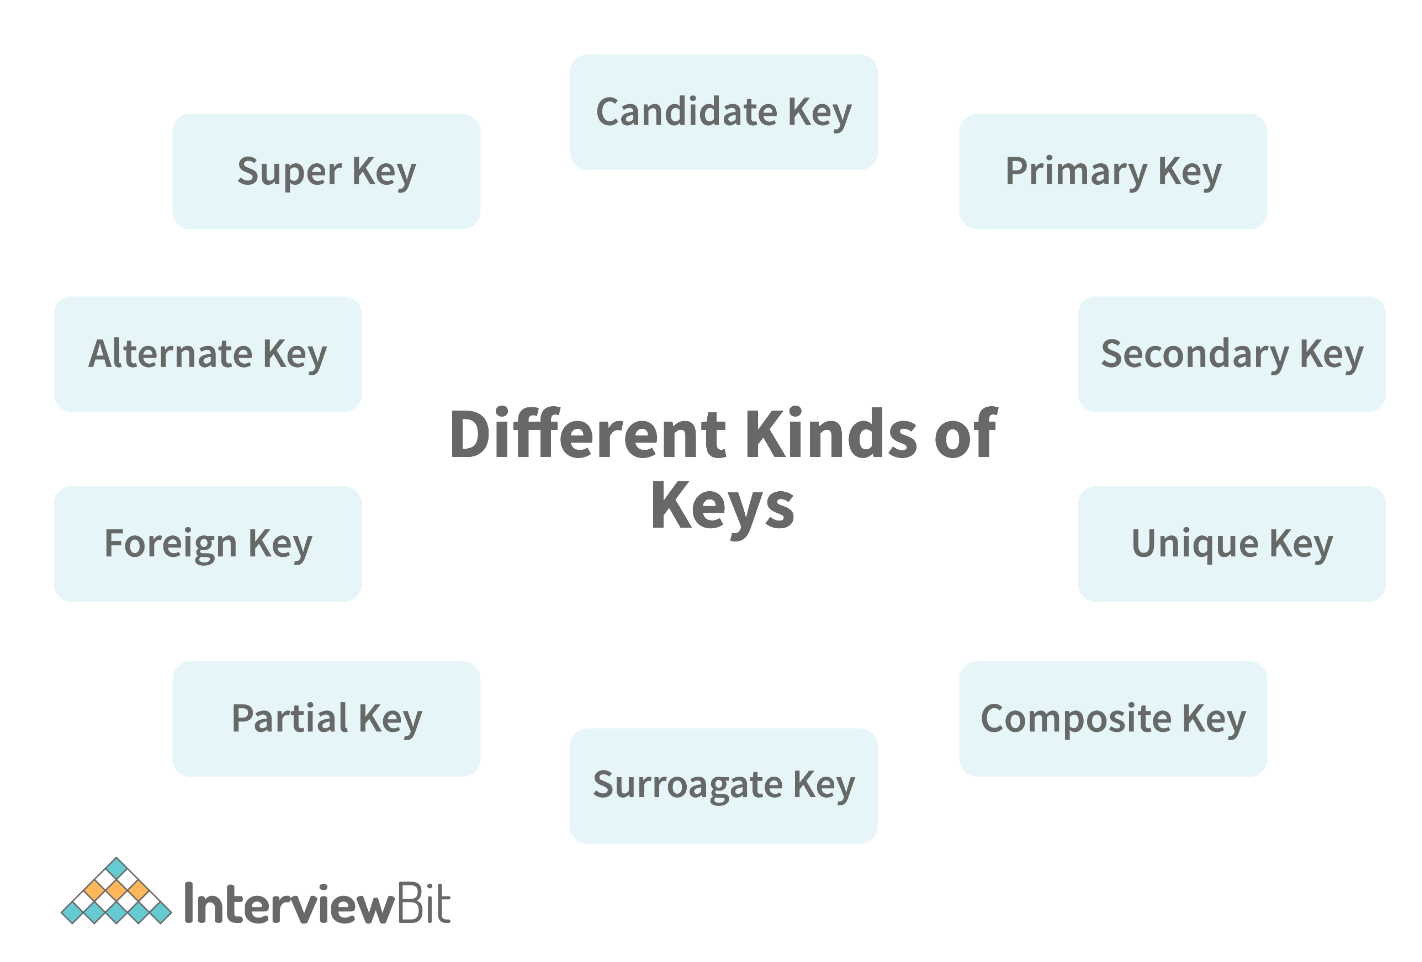 Candidate Key
Super Key
Primary Key
Alternate Key
Secondary Key
Different Kinds of
Keys
Foreign Key
Unique Key
Partial Key
Composite Key
Surroagate Key
InterviewBit